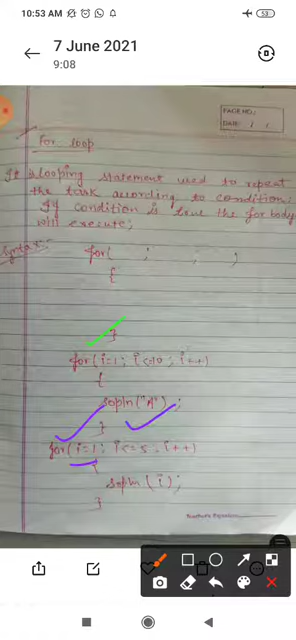 10:53 AM
53
7 June 2021
9:08
PAGE NO.:
DATE: / /
For loop
It is looping statement used to repeat
the task according to condition.
If condition is true the for body
will execute;
Syntax:-
for( ; ; )
{
}
for(i=1; i<=10; i++)
{
sopln("A");
}
for(i=1; i<=5; i++)
{
sopln(i);
}